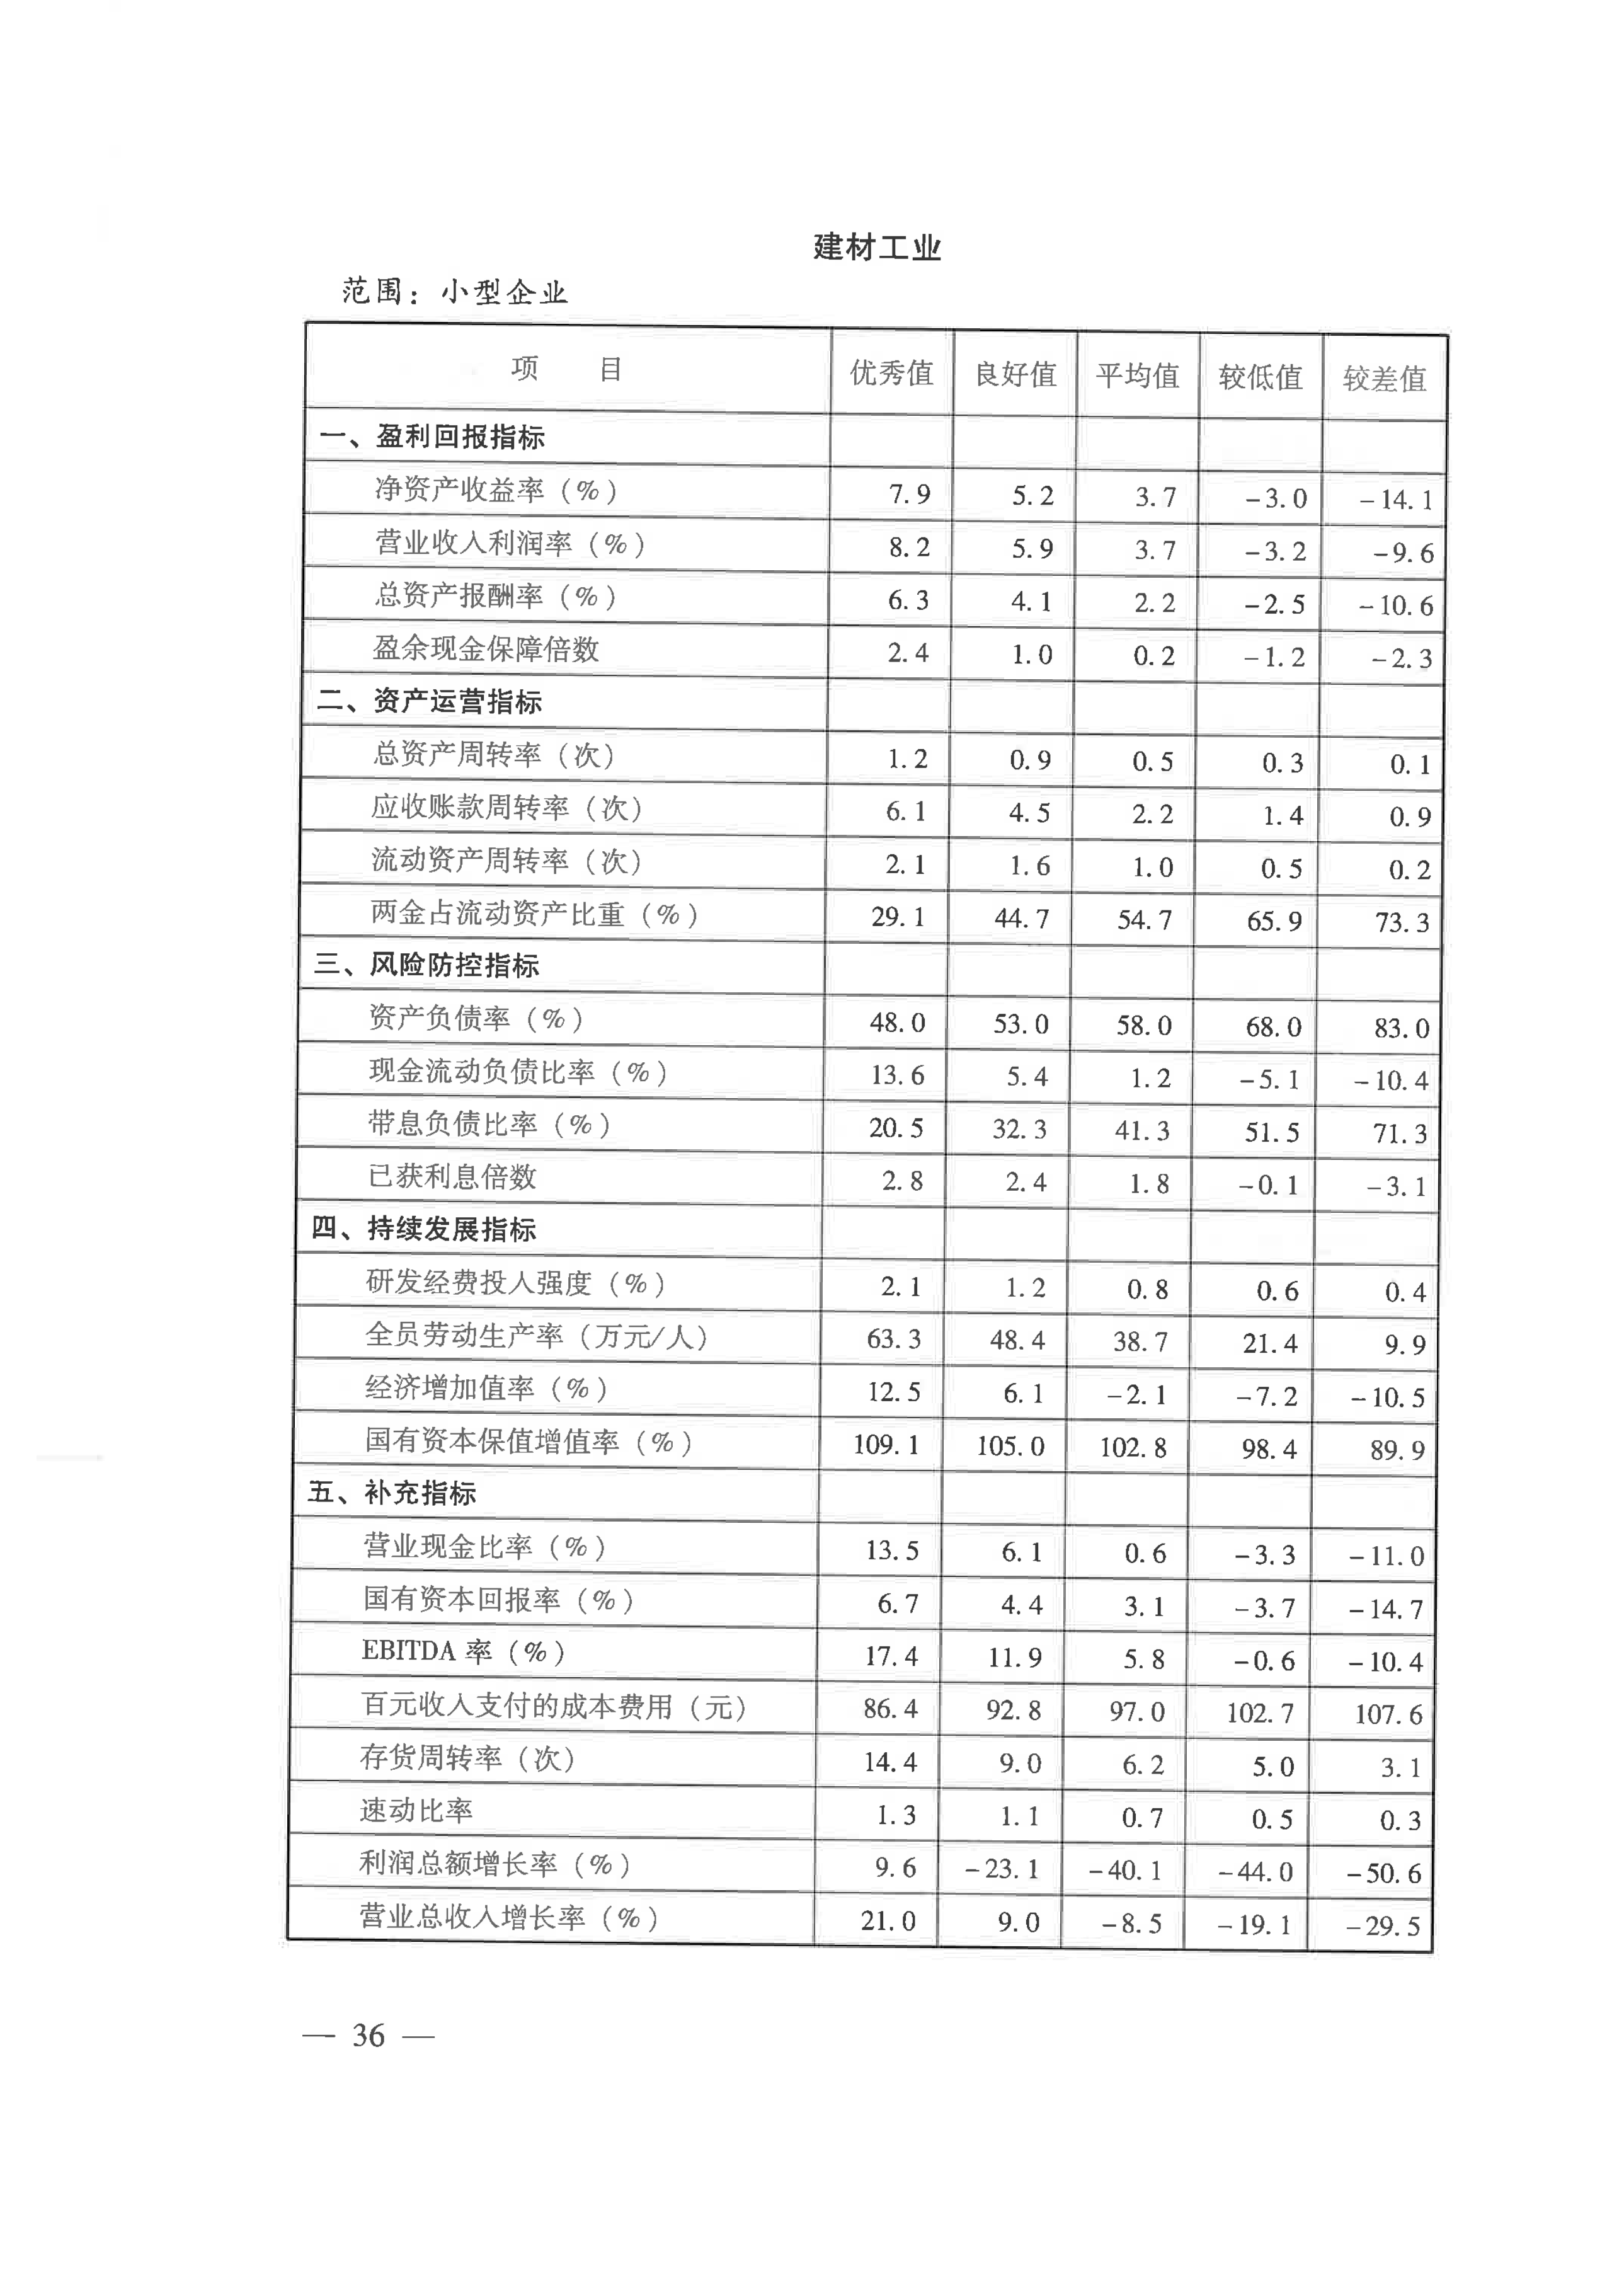 建材工业
范围：小型企业
项 目 优秀值 良好值 平均值 较低值 较差值
一、盈利回报指标
净资产收益率（%） 7.9 5.2 3.7 -3.0 -14.1
营业收入利润率（%） 8.2 5.9 3.7 -3.2 -9.6
总资产报酬率（%） 6.3 4.1 2.2 -2.5 -10.6
盈余现金保障倍数 2.4 1.0 0.2 -1.2 -2.3
二、资产运营指标
总资产周转率（次） 1.2 0.9 0.5 0.3 0.1
应收账款周转率（次） 6.1 4.5 2.2 1.4 0.9
流动资产周转率（次） 2.1 1.6 1.0 0.5 0.2
两金占流动资产比重（%） 29.1 44.7 54.7 65.9 73.3
三、风险防控指标
资产负债率（%） 48.0 53.0 58.0 68.0 83.0
现金流动负债比率（%） 13.6 5.4 1.2 -5.1 -10.4
带息负债比率（%） 20.5 32.3 41.3 51.5 71.3
已获利息倍数 2.8 2.4 1.8 -0.1 -3.1
四、持续发展指标
研发经费投入强度（%） 2.1 1.2 0.8 0.6 0.4
全员劳动生产率（万元/人） 63.3 48.4 38.7 21.4 9.9
经济增加值率（%） 12.5 6.1 -2.1 -7.2 -10.5
国有资本保值增值率（%） 109.1 105.0 102.8 98.4 89.9
五、补充指标
营业现金比率（%） 13.5 6.1 0.6 -3.3 -11.0
国有资本回报率（%） 6.7 4.4 3.1 -3.7 -14.7
EBITDA 率（%） 17.4 11.9 5.8 -0.6 -10.4
百元收入支付的成本费用（元） 86.4 92.8 97.0 102.7 107.6
存货周转率（次） 14.4 9.0 6.2 5.0 3.1
速动比率 1.3 1.1 0.7 0.5 0.3
利润总额增长率（%） 9.6 -23.1 -40.1 -44.0 -50.6
营业总收入增长率（%） 21.0 9.0 -8.5 -19.1 -29.5
— 36 —